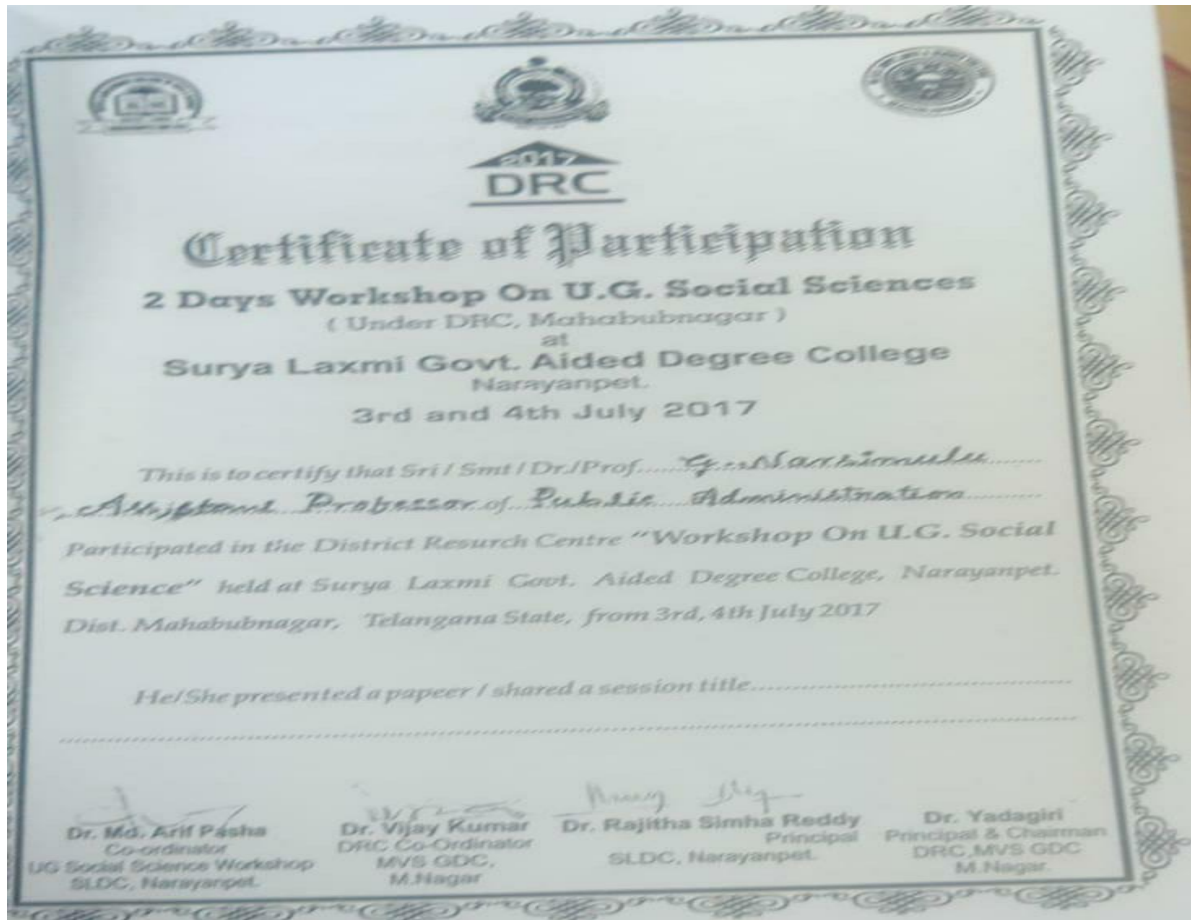 2017
DRC
Certificate of Participation
2 Days Workshop On U.G. Social Sciences
( Under DRC, Mahabubnagar )
at
Surya Laxmi Govt. Aided Degree College
Narayanpet.
3rd and 4th July 2017
This is to certify that Sri / Smt / Dr./Prof..... G. Narsimulu
Assistant Professor of Public Administration
Participated in the District Resurch Centre "Workshop On U.G. Social
Science" held at Surya Laxmi Govt. Aided Degree College, Narayanpet.
Dist. Mahabubnagar, Telangana State, from 3rd, 4th July 2017
He/She presented a papeer / shared a session title
Dr. Md. Arif Pasha
Co-ordinator
UG Social Science Workshop
SLDC, Narayanpet.
Dr. Vijay Kumar
DRC Co-Ordinator
MVS GDC,
M.Nagar
Dr. Rajitha Simha Reddy
Principal
SLDC, Narayanpet.
Dr. Yadagiri
Principal & Chairman
DRC,MVS GDC
M.Nagar.